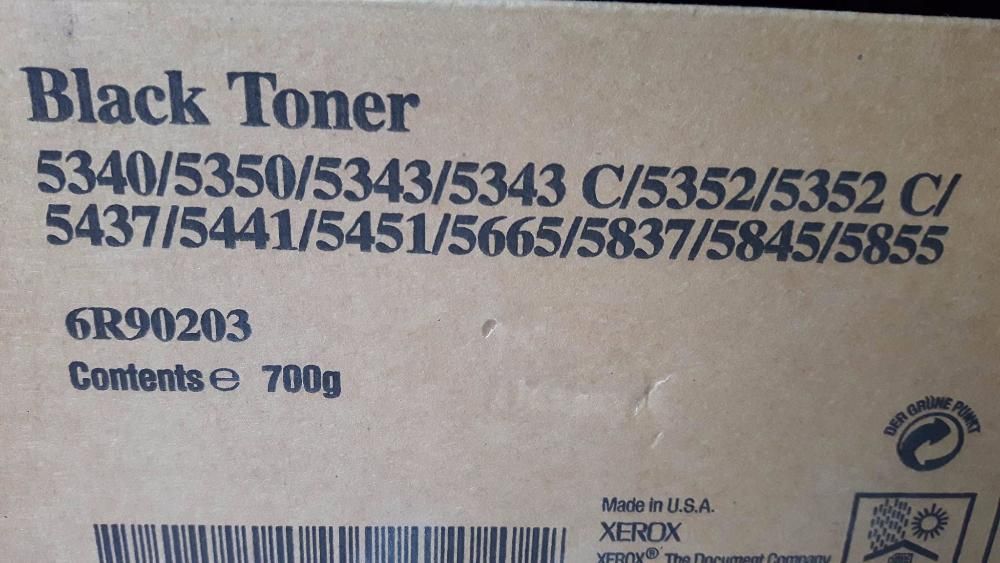 Black Toner
5340/5350/5343/5343 C/5352/5352 C/
5437/5441/5451/5665/5837/5845/5855
6R90203
Contents ℮ 700g
DER GRÜNE PUNKT
Made in U.S.A.
XEROX
XEROX® The Document Company